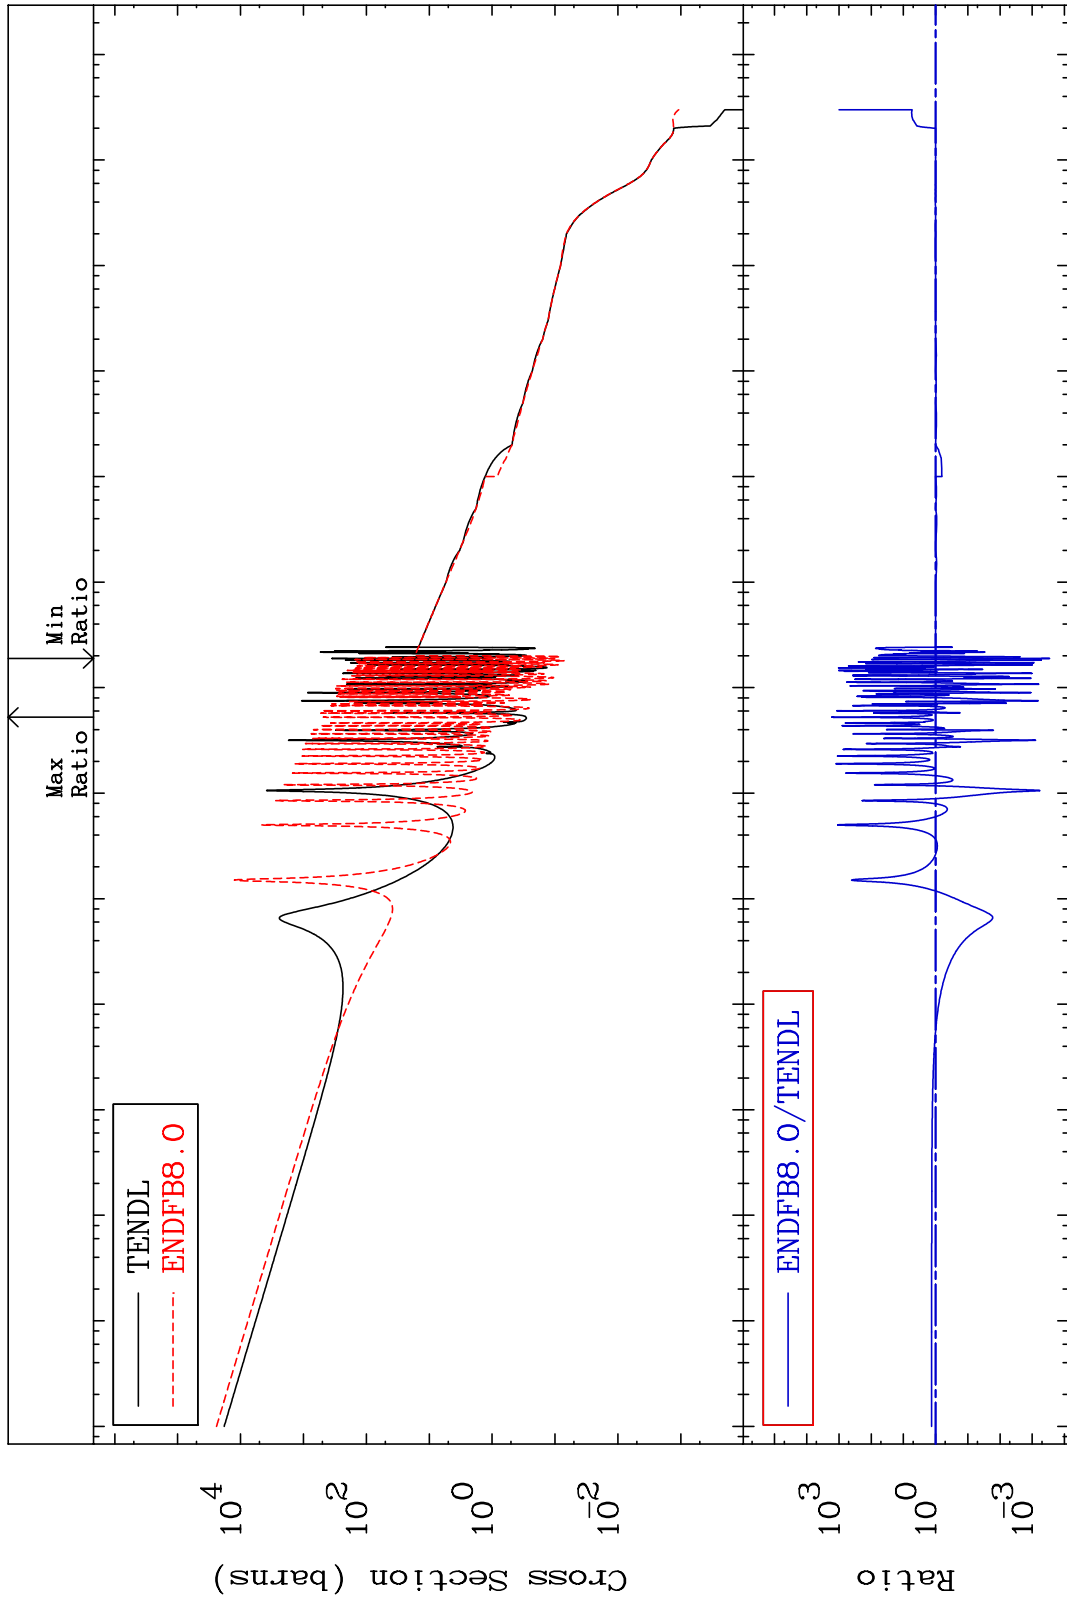 Max
Ratio
Min
Ratio
TENDL
ENDFB8.0
10^4
10^2
10^0
10^-2
Cross Section (barns)
ENDFB8.0/TENDL
10^3
10^0
10^-3
Ratio